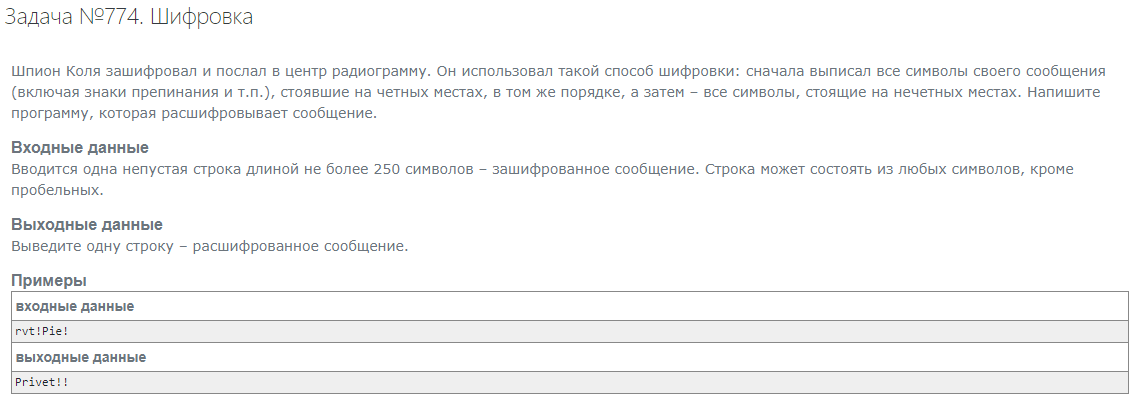 Задача №774. Шифровка
Шпион Коля зашифровал и послал в центр радиограмму. Он использовал такой способ шифровки: сначала выписал все символы своего сообщения
(включая знаки препинания и т.п.), стоявшие на четных местах, в том же порядке, а затем – все символы, стоящие на нечетных местах. Напишите
программу, которая расшифровывает сообщение.
Входные данные
Вводится одна непустая строка длиной не более 250 символов – зашифрованное сообщение. Строка может состоять из любых символов, кроме
пробельных.
Выходные данные
Выведите одну строку – расшифрованное сообщение.
Примеры
входные данные
rvt!Pie!
выходные данные
Privet!!